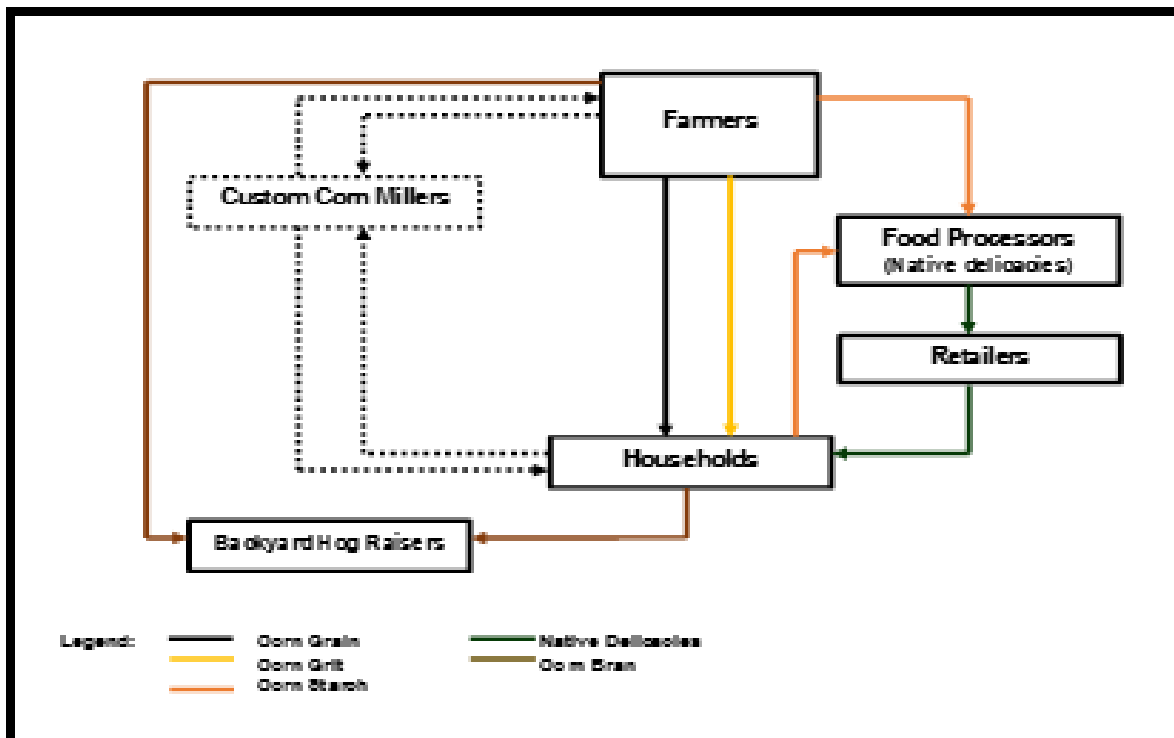 Farmers
Custom Corn Millers
Food Processors
(Native delicacies)
Retailers
Households
Backyard Hog Raisers
Legend:
Corn Grain
Native Delicacies
Corn Grit
Corn Bran
Corn Starch